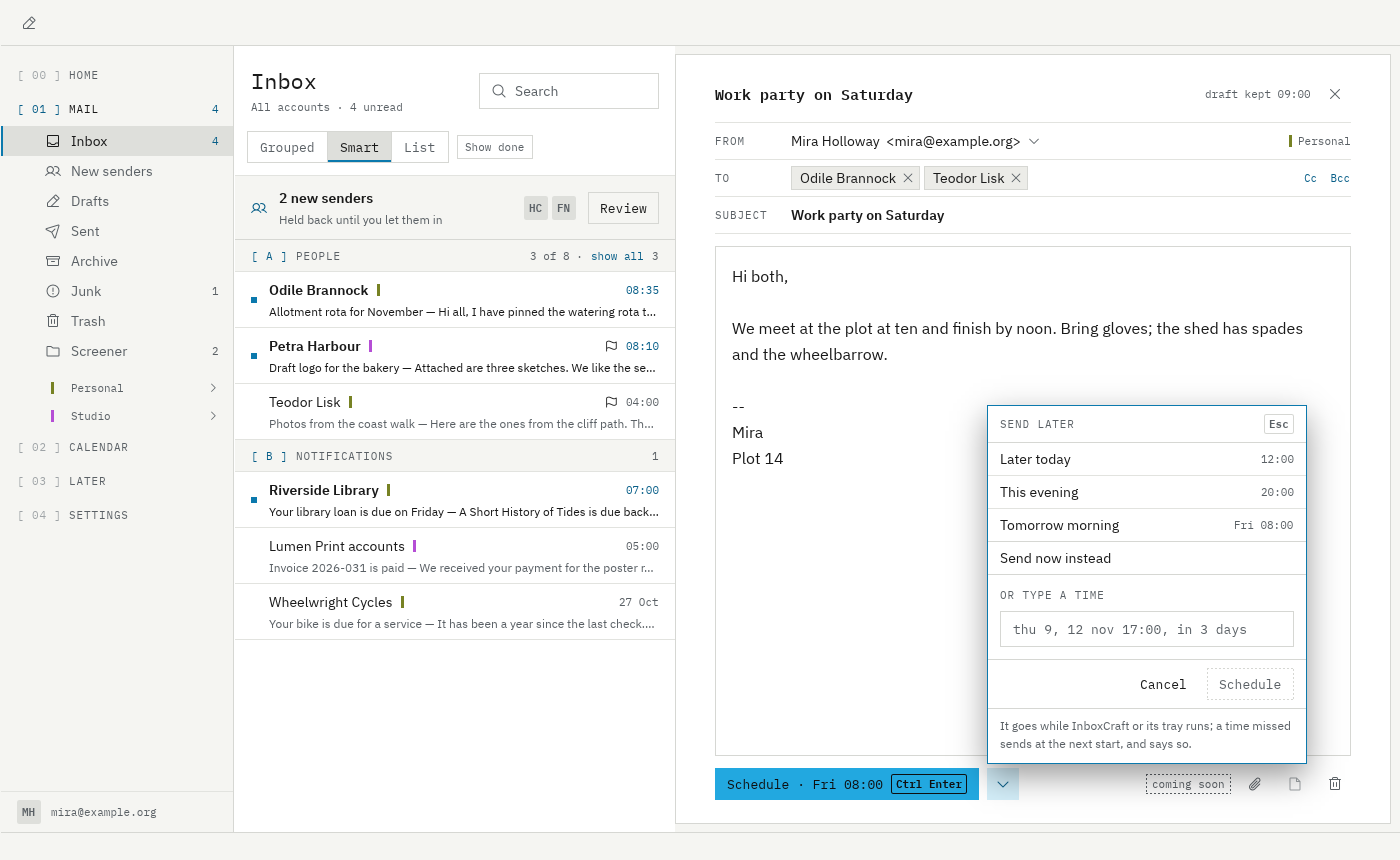 [ 00 ] HOME
[ 01 ] MAIL 4
Inbox 4
New senders
Drafts
Sent
Archive
Junk 1
Trash
Screener 2
Personal
Studio
[ 02 ] CALENDAR
[ 03 ] LATER
[ 04 ] SETTINGS
MH mira@example.org
Inbox
All accounts · 4 unread
Search
Grouped Smart List Show done
2 new senders
Held back until you let them in
HC FN Review
[ A ] PEOPLE 3 of 8 · show all 3
Odile Brannock 08:35
Allotment rota for November — Hi all, I have pinned the watering rota t…
Petra Harbour 08:10
Draft logo for the bakery — Attached are three sketches. We like the se…
Teodor Lisk 04:00
Photos from the coast walk — Here are the ones from the cliff path. Th…
[ B ] NOTIFICATIONS 1
Riverside Library 07:00
Your library loan is due on Friday — A Short History of Tides is due back…
Lumen Print accounts 05:00
Invoice 2026-031 is paid — We received your payment for the poster r…
Wheelwright Cycles 27 Oct
Your bike is due for a service — It has been a year since the last check.…
Work party on Saturday draft kept 09:00
FROM Mira Holloway <mira@example.org> Personal
TO Odile Brannock Teodor Lisk Cc Bcc
SUBJECT Work party on Saturday
Hi both,
We meet at the plot at ten and finish by noon. Bring gloves; the shed has spades
and the wheelbarrow.
--
Mira
Plot 14
SEND LATER Esc
Later today 12:00
This evening 20:00
Tomorrow morning Fri 08:00
Send now instead
OR TYPE A TIME
thu 9, 12 nov 17:00, in 3 days
Cancel Schedule
It goes while InboxCraft or its tray runs; a time missed
sends at the next start, and says so.
Schedule · Fri 08:00 Ctrl Enter
coming soon